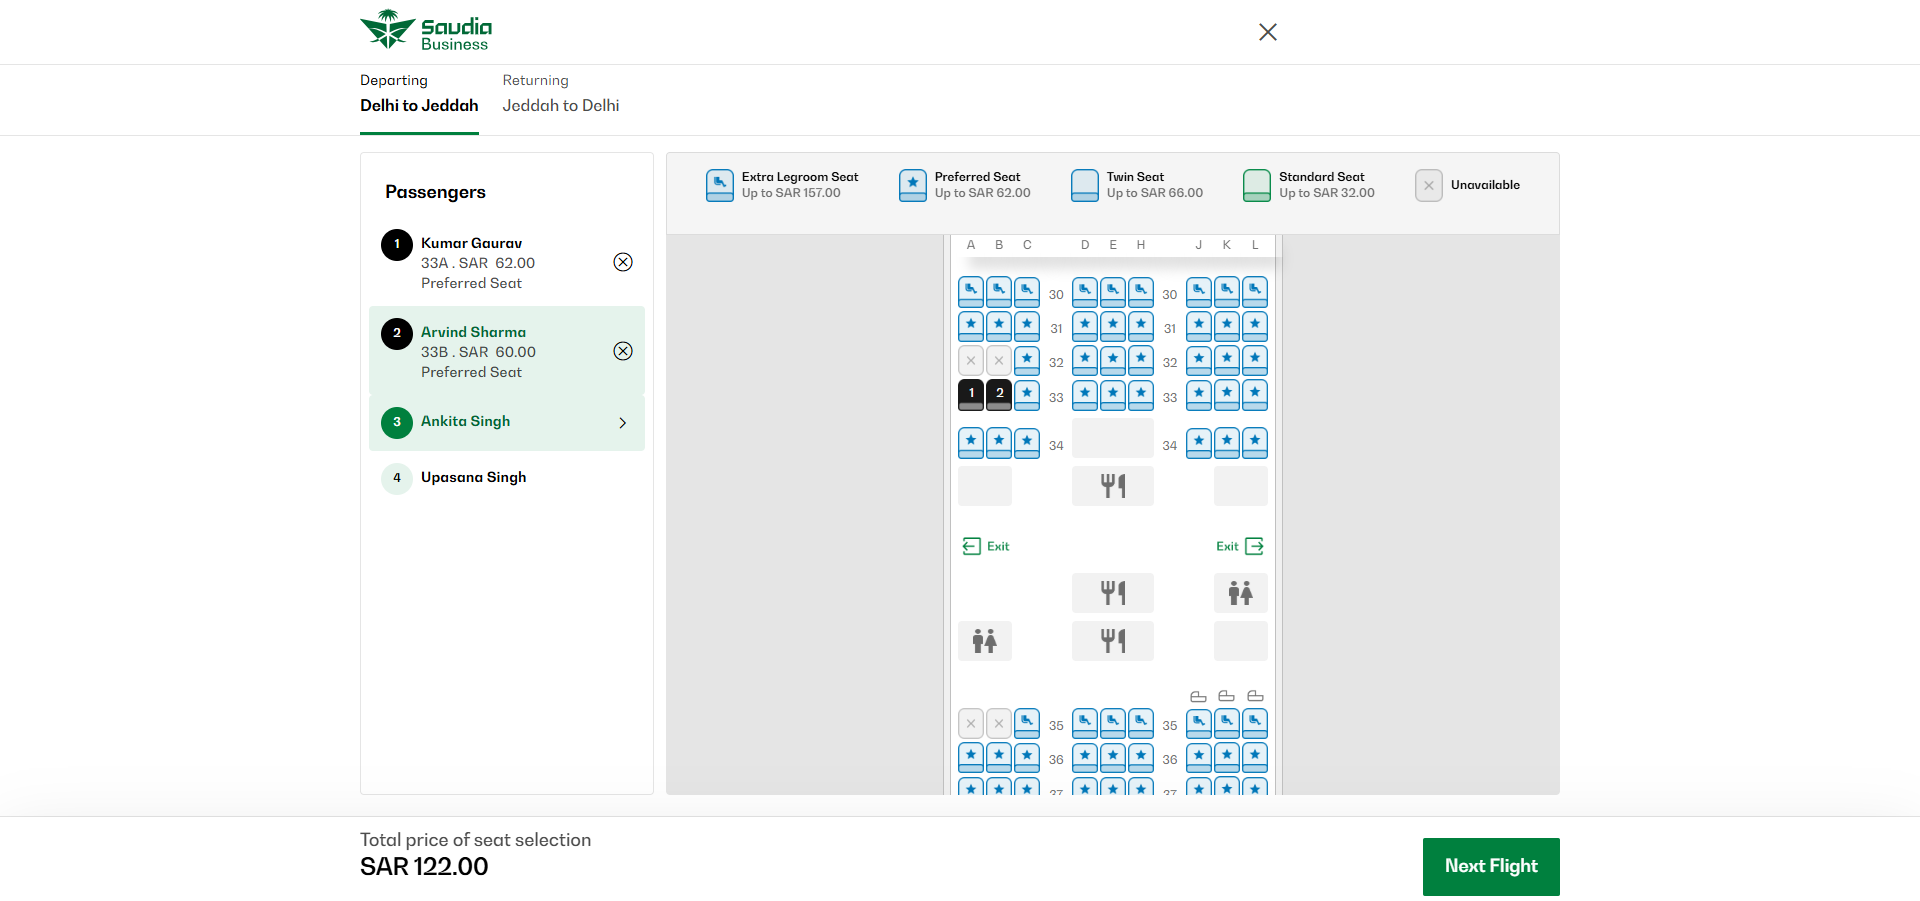 Saudia
Business
Departing
Delhi to Jeddah
Returning
Jeddah to Delhi
Passengers
1
Kumar Gaurav
33A . SAR 62.00
Preferred Seat
2
Arvind Sharma
33B . SAR 60.00
Preferred Seat
3
Ankita Singh
4
Upasana Singh
Extra Legroom Seat
Up to SAR 157.00
Preferred Seat
Up to SAR 62.00
Twin Seat
Up to SAR 66.00
Standard Seat
Up to SAR 32.00
Unavailable
A B C D E H J K L
30 30
31 31
32 32
1 2 33 33
34 34
Exit Exit
35 35
36 36
37 37
Total price of seat selection
SAR 122.00
Next Flight